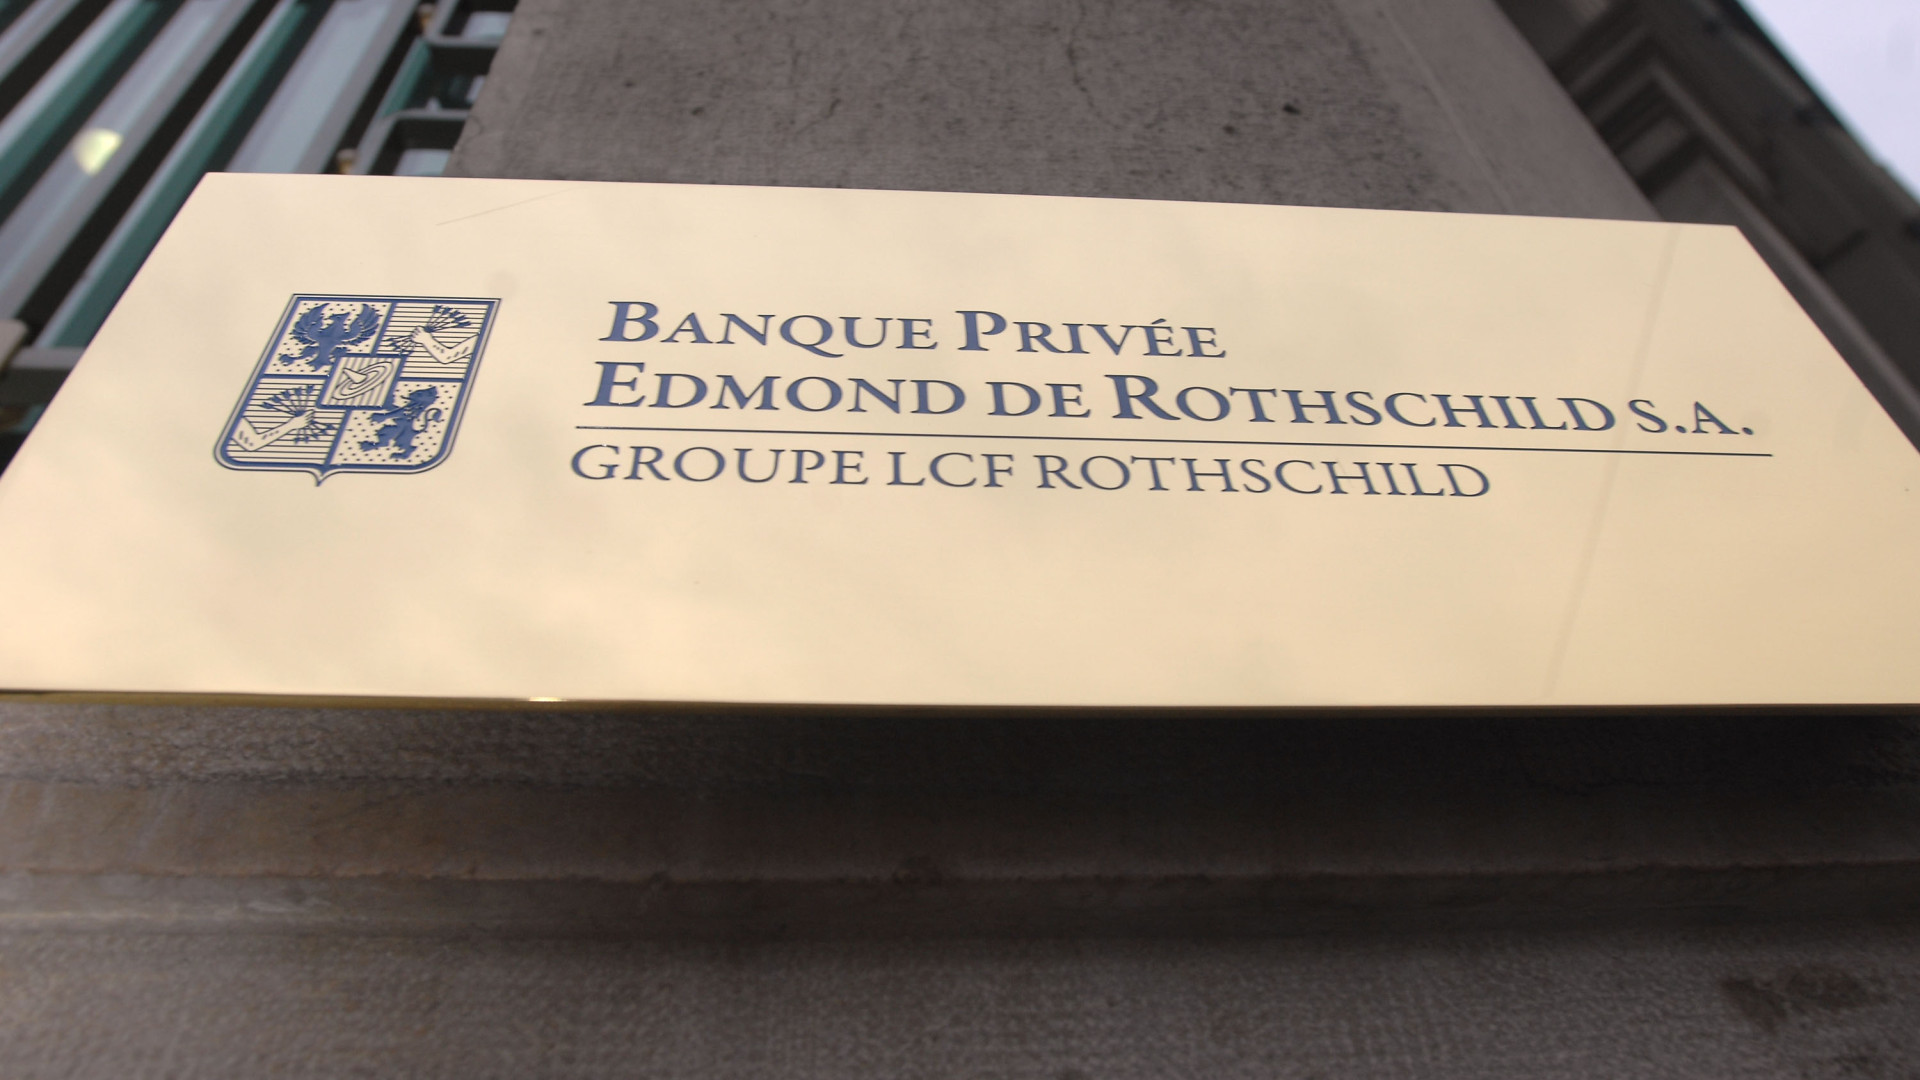 BANQUE PRIVÉE
EDMOND DE ROTHSCHILD S.A.
GROUPE LCF ROTHSCHILD